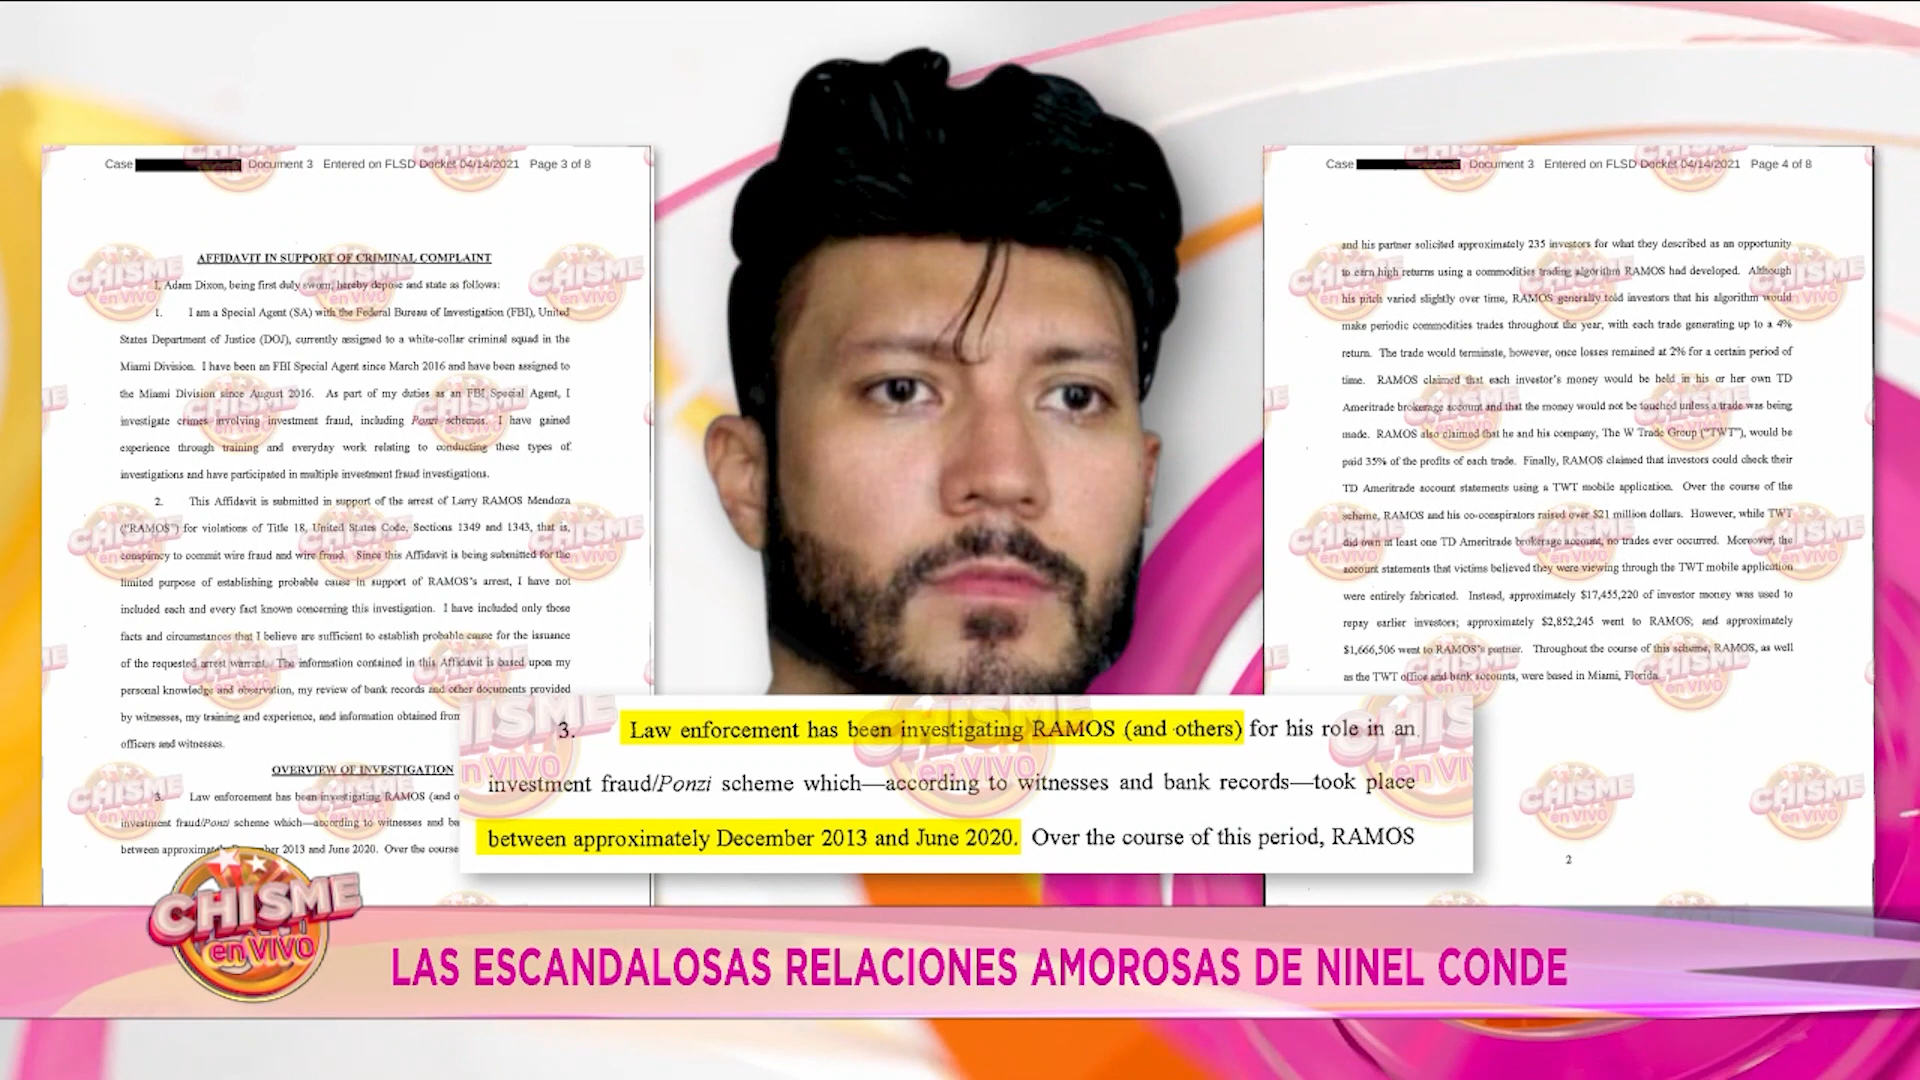 Case Document 3 Entered on FLSD Docket 04/14/2021 Page 3 of 8
AFFIDAVIT IN SUPPORT OF CRIMINAL COMPLAINT
I, Adam Dixon, being first duly sworn, hereby depose and state as follows:
1. I am a Special Agent (SA) with the Federal Bureau of Investigation (FBI), United
States Department of Justice (DOJ), currently assigned to a white-collar criminal squad in the
Miami Division. I have been an FBI Special Agent since March 2016 and have been assigned to
the Miami Division since August 2016. As part of my duties as an FBI Special Agent, I
investigate crimes involving investment fraud, including Ponzi schemes. I have gained
experience through training and everyday work relating to conducting these types of
investigations and have participated in multiple investment fraud investigations.
2. This Affidavit is submitted in support of the arrest of Larry RAMOS Mendoza
("RAMOS") for violations of Title 18, United States Code, Sections 1349 and 1343, that is,
conspiracy to commit wire fraud and wire fraud. Since this Affidavit is being submitted for the
limited purpose of establishing probable cause in support of RAMOS's arrest, I have not
included each and every fact known concerning this investigation. I have included only those
facts and circumstances that I believe are sufficient to establish probable cause for the issuance
of the requested arrest warrant. The information contained in this Affidavit is based upon my
personal knowledge and observation, my review of bank records and other documents provided
by witnesses, my training and experience, and information obtained from
officers and witnesses.
OVERVIEW OF INVESTIGATION
3. Law enforcement has been investigating RAMOS (and o
investment fraud/Ponzi scheme which—according to witnesses and ba
between approximately December 2013 and June 2020. Over the course
Case Document 3 Entered on FLSD Docket 04/14/2021 Page 4 of 8
and his partner solicited approximately 235 investors for what they described as an opportunity
to earn high returns using a commodities trading algorithm RAMOS had developed. Although
his pitch varied slightly over time, RAMOS generally told investors that his algorithm would
make periodic commodities trades throughout the year, with each trade generating up to a 4%
return. The trade would terminate, however, once losses remained at 2% for a certain period of
time. RAMOS claimed that each investor's money would be held in his or her own TD
Ameritrade brokerage account and that the money would not be touched unless a trade was being
made. RAMOS also claimed that he and his company, The W Trade Group ("TWT"), would be
paid 35% of the profits of each trade. Finally, RAMOS claimed that investors could check their
TD Ameritrade account statements using a TWT mobile application. Over the course of the
scheme, RAMOS and his co-conspirators raised over $21 million dollars. However, while TWT
did own at least one TD Ameritrade brokerage account, no trades ever occurred. Moreover, the
account statements that victims believed they were viewing through the TWT mobile application
were entirely fabricated. Instead, approximately $17,455,220 of investor money was used to
repay earlier investors; approximately $2,852,245 went to RAMOS; and approximately
$1,666,506 went to RAMOS's partner. Throughout the course of this scheme, RAMOS, as well
as the TWT office and bank accounts, were based in Miami, Florida.
2
3. Law enforcement has been investigating RAMOS (and others) for his role in an
investment fraud/Ponzi scheme which—according to witnesses and bank records—took place
between approximately December 2013 and June 2020. Over the course of this period, RAMOS
CHISME
en VIVO
LAS ESCANDALOSAS RELACIONES AMOROSAS DE NINEL CONDE